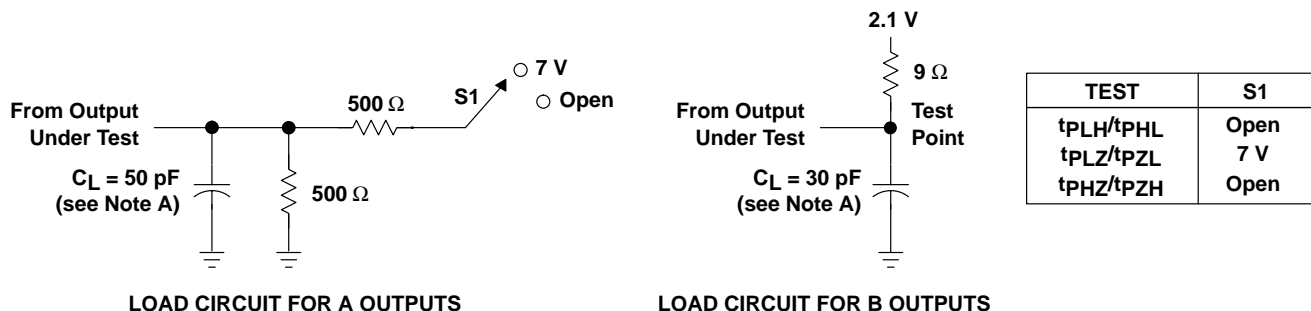 From Output
Under Test
CL = 50 pF
(see Note A)
500 Ω
500 Ω
S1
7 V
Open
LOAD CIRCUIT FOR A OUTPUTS
2.1 V
9 Ω
From Output
Under Test
Test
Point
CL = 30 pF
(see Note A)
LOAD CIRCUIT FOR B OUTPUTS
TEST S1
tPLH/tPHL Open
tPLZ/tPZL 7 V
tPHZ/tPZH Open